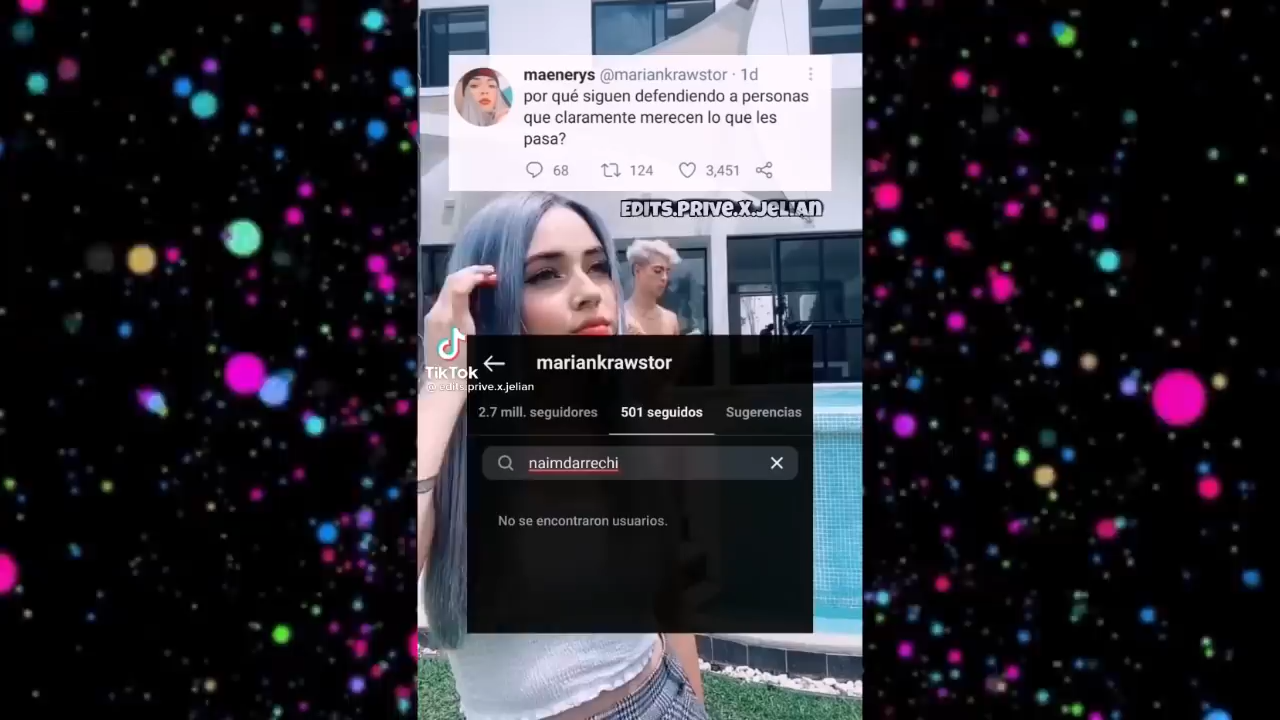 maenerys @mariankrawstor · 1d
por qué siguen defendiendo a personas
que claramente merecen lo que les
pasa?
68 124 3,451
EDITS.PRIVE.X.JELIAN
mariankrawstor
TikTok
@edits.prive.x.jelian
2.7 mill. seguidores 501 seguidos Sugerencias
naimdarrechi
No se encontraron usuarios.